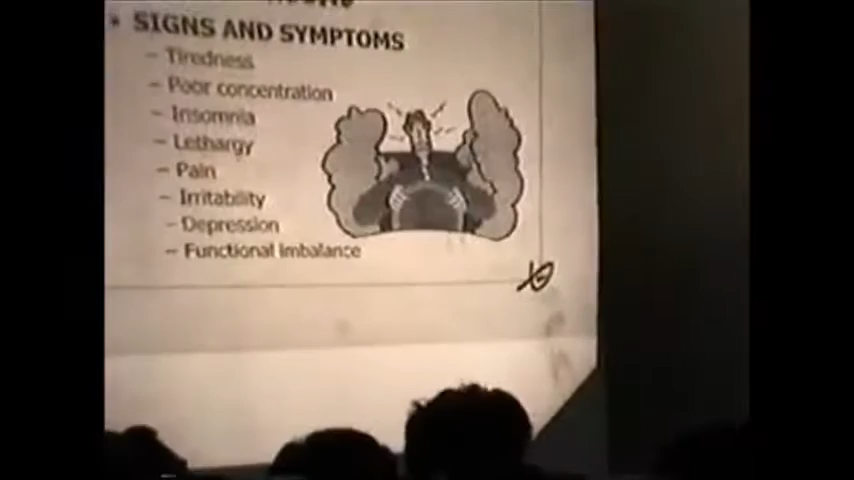 • SIGNS AND SYMPTOMS
– Tiredness
– Poor concentration
– Insomnia
– Lethargy
– Pain
– Irritability
– Depression
– Functional imbalance